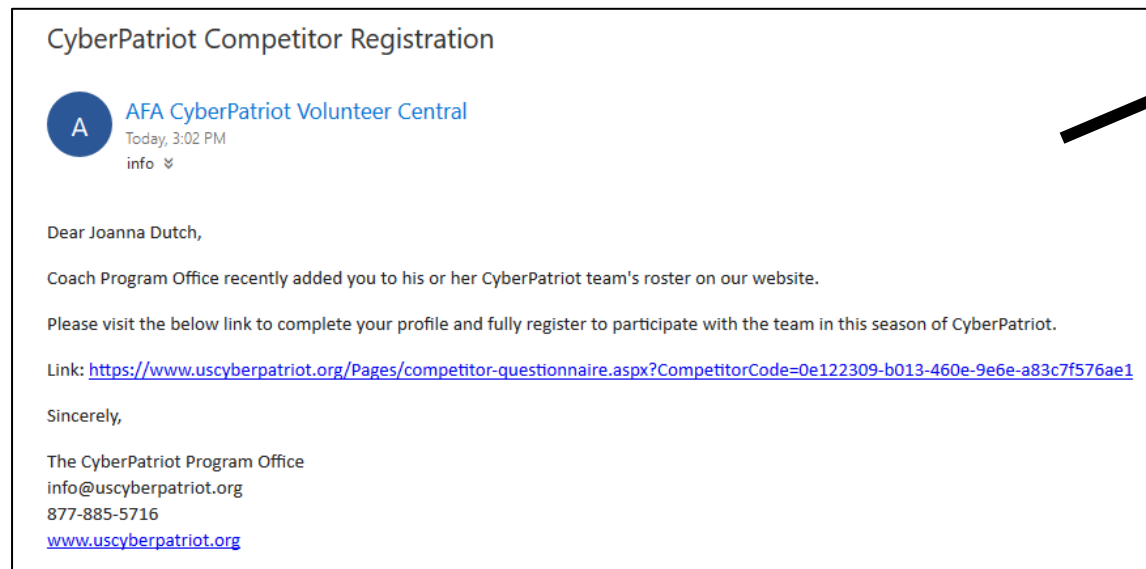 CyberPatriot Competitor Registration
A
AFA CyberPatriot Volunteer Central
Today, 3:02 PM
info
Dear Joanna Dutch,
Coach Program Office recently added you to his or her CyberPatriot team's roster on our website.
Please visit the below link to complete your profile and fully register to participate with the team in this season of CyberPatriot.
Link: https://www.uscyberpatriot.org/Pages/competitor-questionnaire.aspx?CompetitorCode=0e122309-b013-460e-9e6e-a83c7f576ae1
Sincerely,
The CyberPatriot Program Office
info@uscyberpatriot.org
877-885-5716
www.uscyberpatriot.org